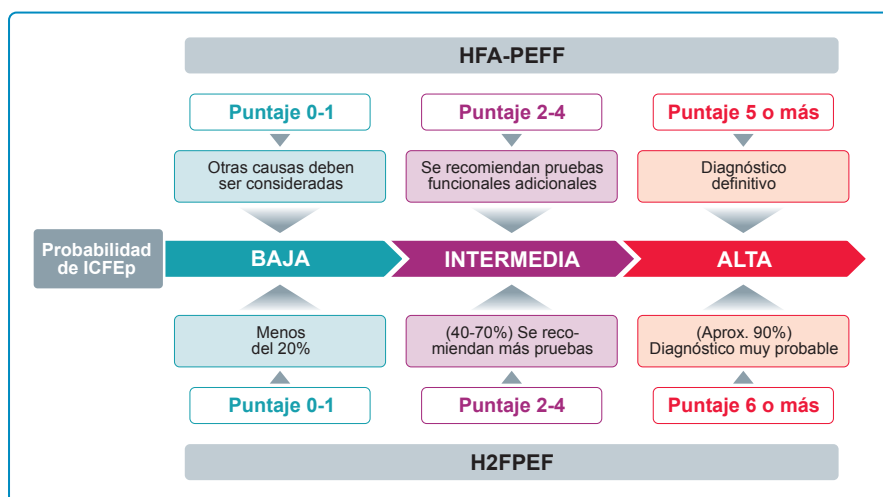 HFA-PEFF
Puntaje 0-1
Puntaje 2-4
Puntaje 5 o más
Otras causas deben
ser consideradas
Se recomiendan pruebas
funcionales adicionales
Diagnóstico
definitivo
Probabilidad
de ICFEp
BAJA
INTERMEDIA
ALTA
Menos
del 20%
(40-70%) Se reco-
miendan más pruebas
(Aprox. 90%)
Diagnóstico muy probable
Puntaje 0-1
Puntaje 2-4
Puntaje 6 o más
H2FPEF